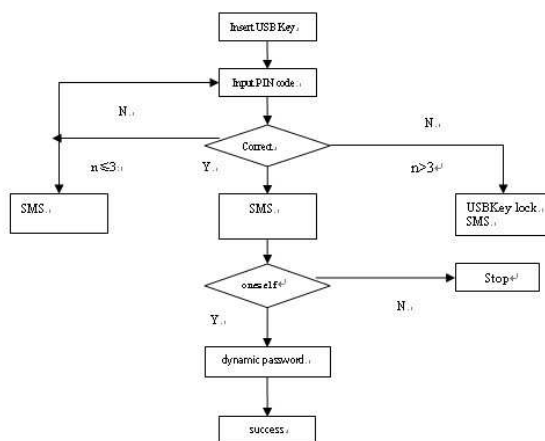 Insert USB Key
Input PIN code
N
N
Correct
n≤3
Y
n>3
SMS
SMS
USBKey lock
SMS
oneself
Stop
Y
N
dynamic password
success